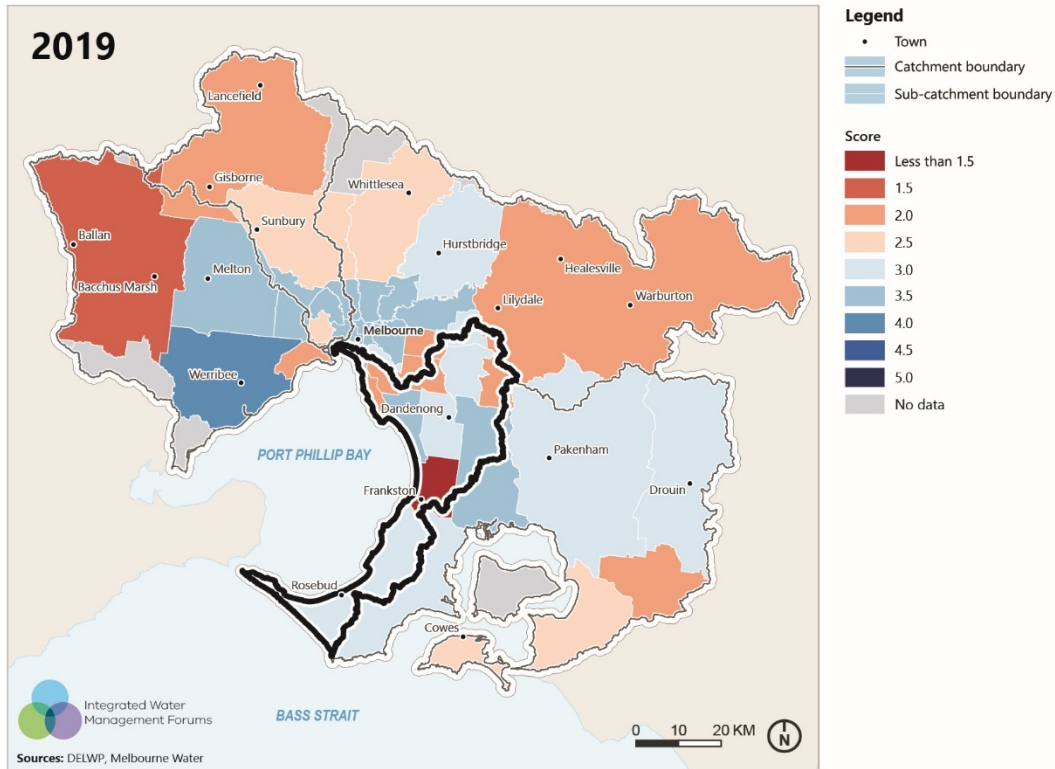 2019
Lancefield
Gisborne
Whittlesea
Sunbury
Ballan
Hurstbridge
Melton
Healesville
Bacchus Marsh
Lilydale
Warburton
Melbourne
Werribee
Dandenong
PORT PHILLIP BAY
Pakenham
Frankston
Drouin
Rosebud
Cowes
Integrated Water
Management Forums
BASS STRAIT
0 10 20 KM
N
Sources: DELWP, Melbourne Water
Legend
Town
Catchment boundary
Sub-catchment boundary
Score
Less than 1.5
1.5
2.0
2.5
3.0
3.5
4.0
4.5
5.0
No data